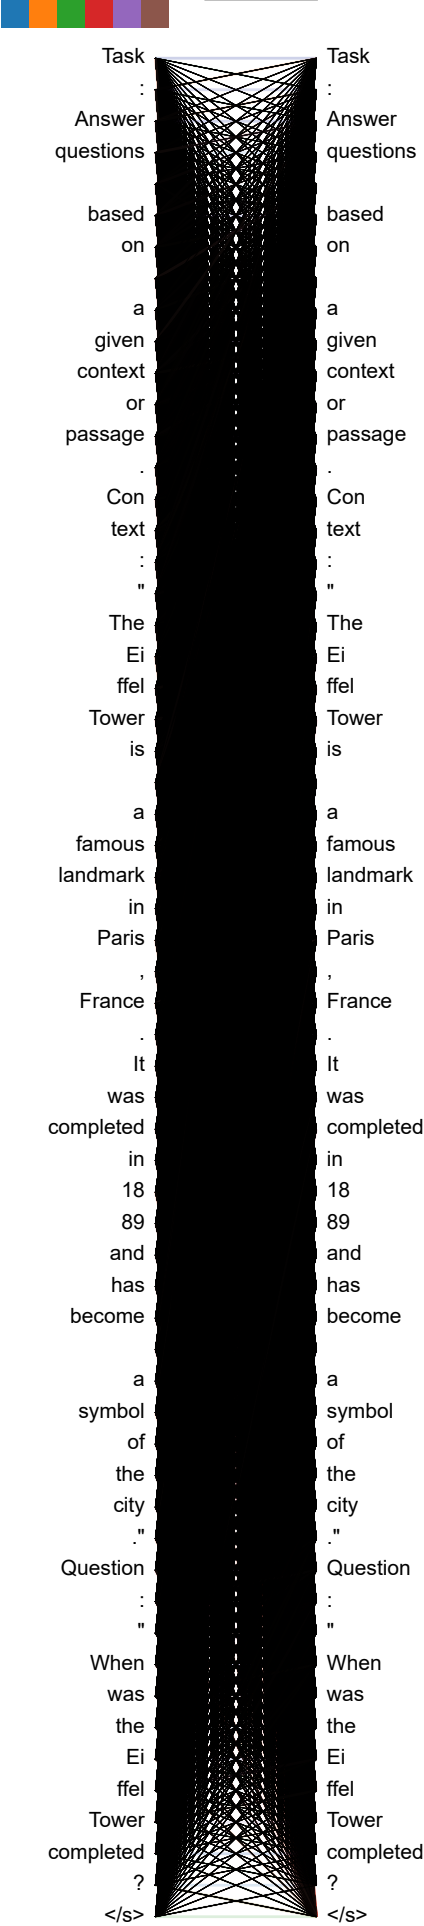 Task Task
: :
Answer Answer
questions questions
based based
on on
a a
given given
context context
or or
passage passage
. .
Con Con
text text
: :
" "
The The
Ei Ei
ffel ffel
Tower Tower
is is
a a
famous famous
landmark landmark
in in
Paris Paris
, ,
France France
. .
It It
was was
completed completed
in in
18 18
89 89
and and
has has
become become
a a
symbol symbol
of of
the the
city city
." ."
Question Question
: :
" "
When When
was was
the the
Ei Ei
ffel ffel
Tower Tower
completed completed
? ?
</s> </s>